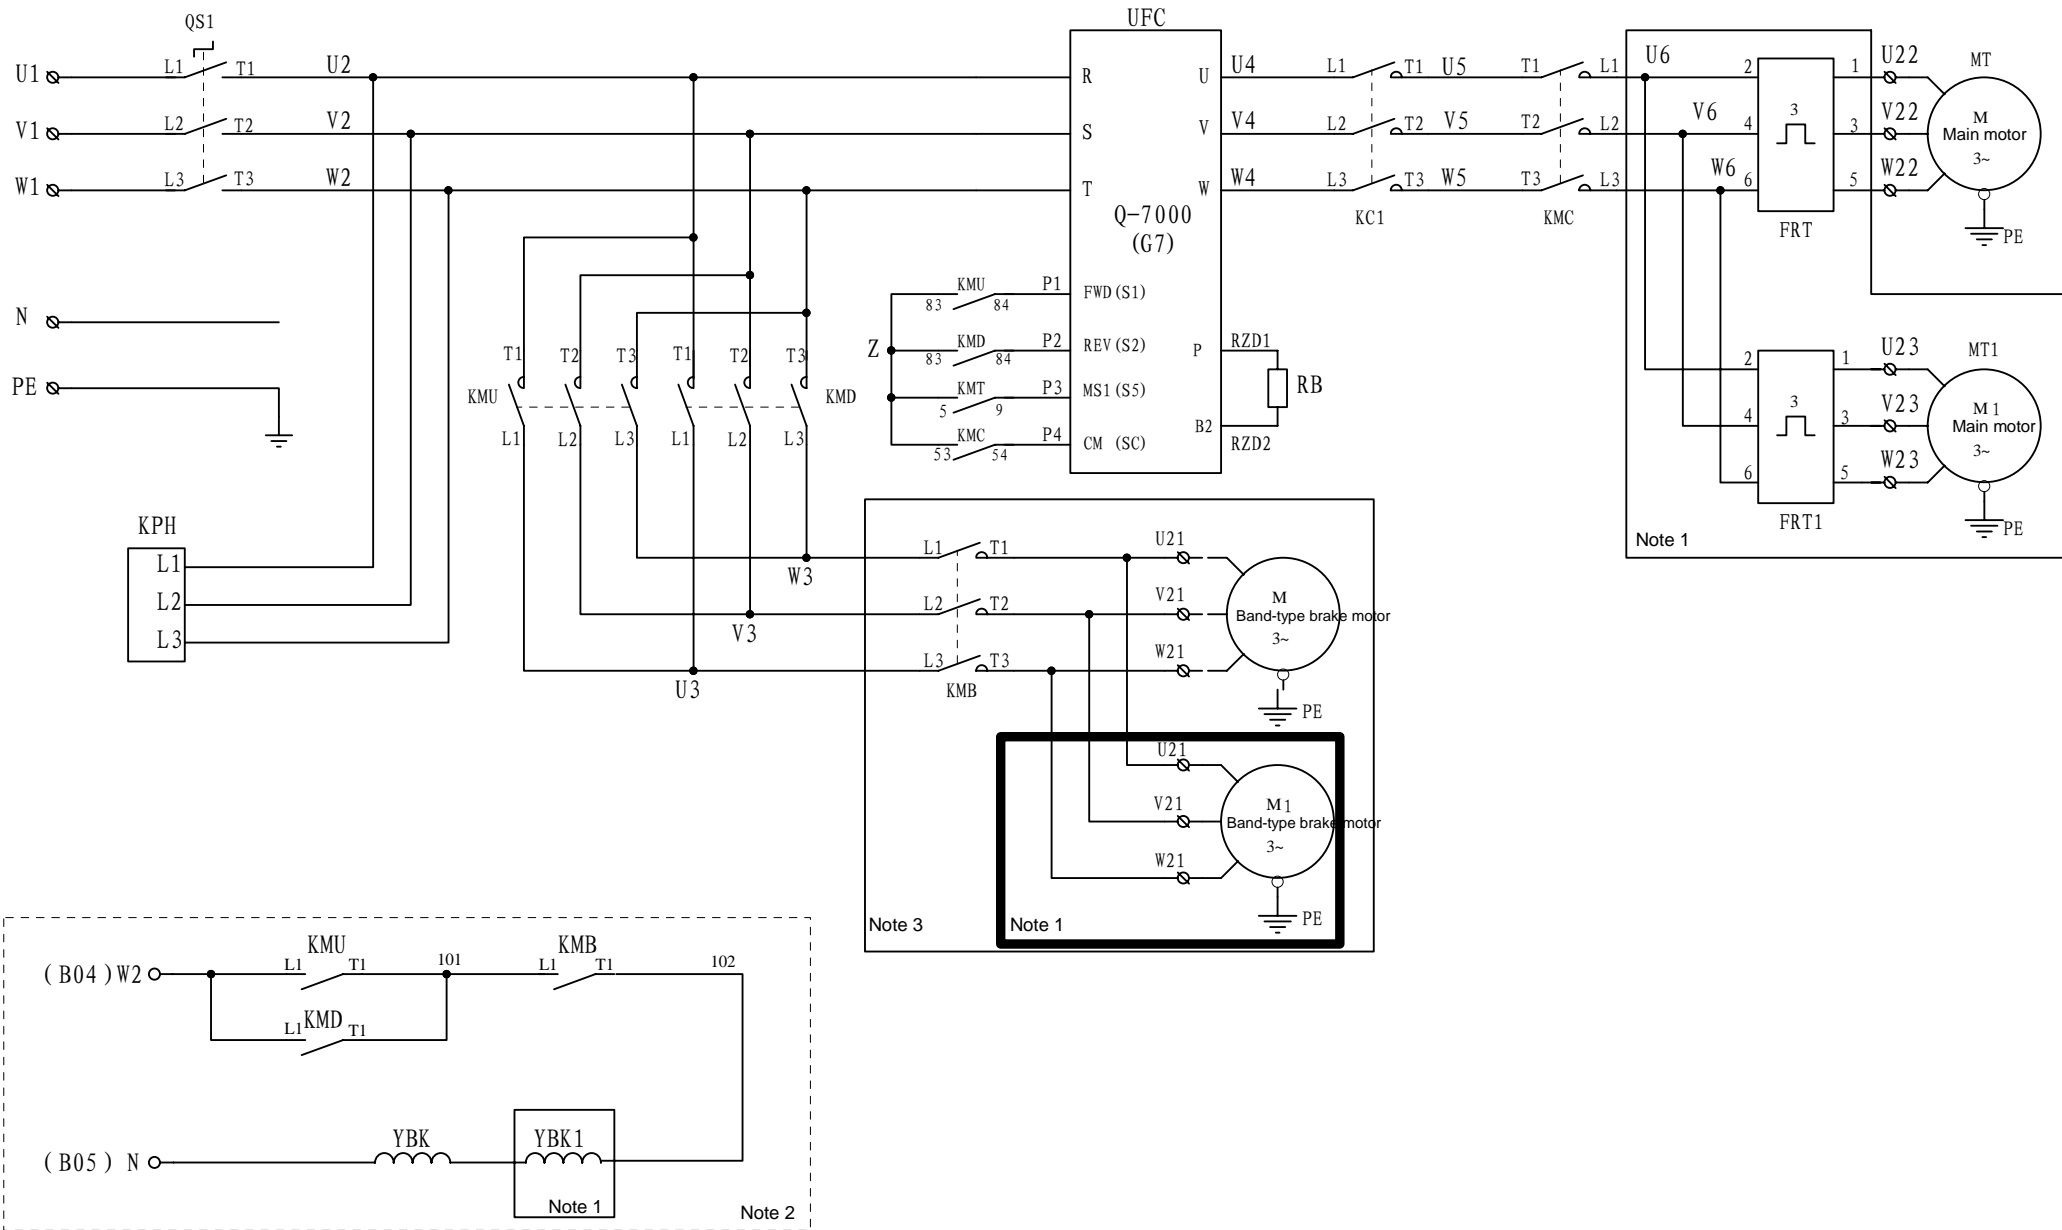 QS1
UFC
U1
L1
T1
U2
R
U
U4
L1
T1
U5
T1
L1
U6
2
1
U22
MT
V1
L2
T2
V2
S
V
V4
L2
T2
V5
T2
L2
V6
4
3
3
V22
M
Main motor
3~
W1
L3
T3
W2
T
W
W4
L3
T3
W5
T3
L3
W6
6
5
W22
Q-7000
(G7)
KC1
KMC
FRT
PE
N
KMU
83
84
P1
FWD(S1)
Z
KMD
83
84
P2
REV(S2)
P
RZD1
KMT
5
9
P3
MS1(S5)
RB
KMC
53
54
P4
CM (SC)
B2
RZD2
PE
T1
T2
T3
T1
T2
T3
KMU
KMD
L1
L2
L3
L1
L2
L3
2
1
U23
MT1
4
3
3
V23
M1
Main motor
3~
6
5
W23
FRT1
PE
Note 1
KPH
L1
L2
L3
W3
V3
U3
L1
T1
U21
L2
T2
V21
M
Band-type brake motor
3~
L3
T3
W21
KMB
PE
U21
V21
M1
Band-type brake motor
3~
W21
PE
Note 3
Note 1
KMU
KMB
(B04)W2
L1
T1
101
L1
T1
102
L1
KMD
T1
YBK
YBK1
(B05) N
Note 1
Note 2